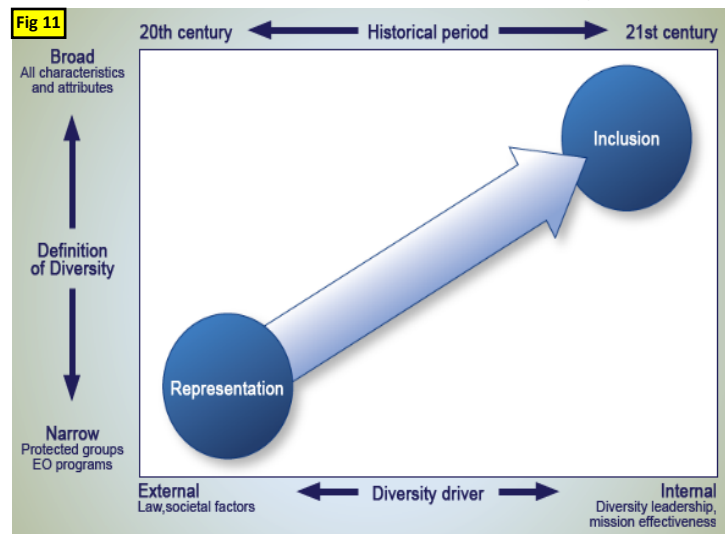 Fig 11
20th century Historical period 21st century
Broad
All characteristics
and attributes
Inclusion
Definition
of Diversity
Representation
Narrow
Protected groups
EO programs
External Diversity driver Internal
Law,societal factors Diversity leadership,
mission effectiveness